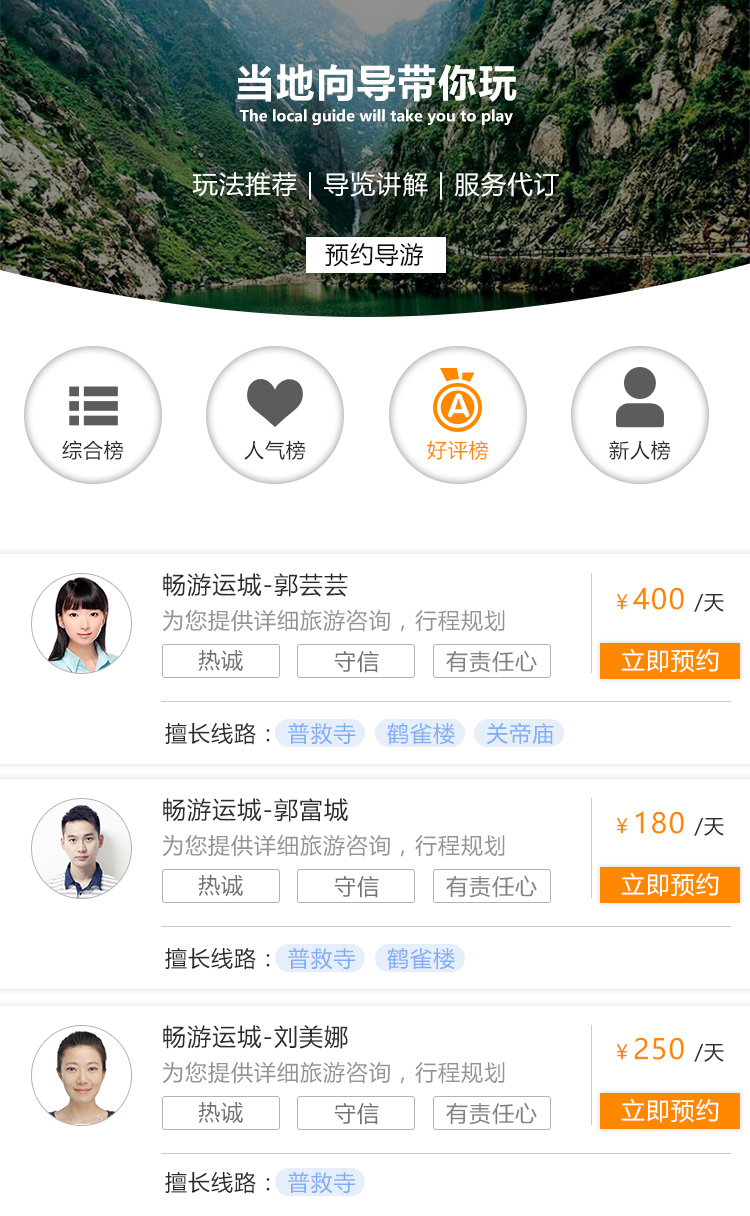 当地向导带你玩
The local guide will take you to play
玩法推荐 | 导览讲解 | 服务代订
预约导游
综合榜 人气榜 好评榜 新人榜
畅游运城-郭芸芸
为您提供详细旅游咨询，行程规划
热诚 守信 有责任心
¥400 /天
立即预约
擅长线路：普救寺 鹤雀楼 关帝庙
畅游运城-郭富城
为您提供详细旅游咨询，行程规划
热诚 守信 有责任心
¥180 /天
立即预约
擅长线路：普救寺 鹤雀楼
畅游运城-刘美娜
为您提供详细旅游咨询，行程规划
热诚 守信 有责任心
¥250 /天
立即预约
擅长线路：普救寺